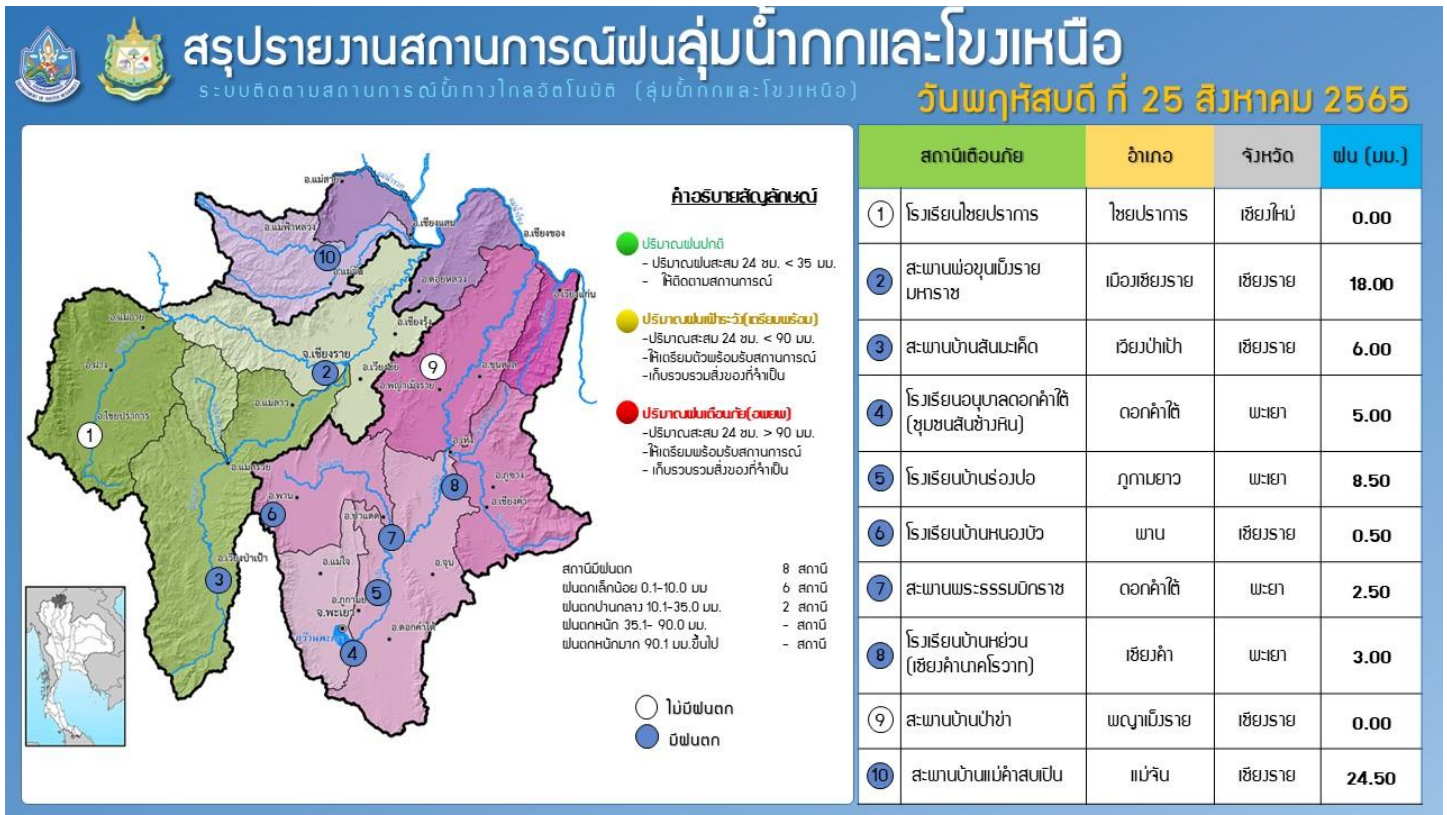 สรุปรายงานสถานการณ์ฝนลุ่มน้ำกกและโขงเหนือ
ระบบติดตามสถานการณ์น้ำทางไกลอัตโนมัติ (ลุ่มน้ำกกและโขงเหนือ)
วันพฤหัสบดี ที่ 25 สิงหาคม 2565
อ.แม่สาย
อ.แม่ฟ้าหลวง
อ.เชียงแสน
อ.เชียงของ
10
อ.แม่จัน
อ.ดอยหลวง
อ.เวียงแก่น
อ.แม่อาย
อ.เชียงรุ้ง
จ.เชียงราย
อ.ฝาง
2
อ.เวียงชัย
9
อ.ขุนตาล
อ.พญาเม็งราย
อ.แม่ลาว
อ.ไชยปราการ
1
อ.เทิง
อ.แม่สรวย
8
อ.ภูซาง
อ.เชียงคำ
อ.พาน
6
อ.ป่าแดด
7
อ.เวียงป่าเป้า
3
อ.แม่ใจ
อ.จุน
5
อ.ภูกามย
จ.พะเยา
กว๊านพะเยา
อ.ดอกคำใต้
4
คำอธิบายสัญลักษณ์
ปริมาณฝนปกติ
- ปริมาณฝนสะสม 24 ชม. < 35 มม.
- ให้ติดตามสถานการณ์
ปริมาณฝนเฝ้าระวัง(เตรียมพร้อม)
-ปริมาณสะสม 24 ชม. < 90 มม.
-ให้เตรียมตัวพร้อมรับสถานการณ์
-เก็บรวบรวมสิ่งของที่จำเป็น
ปริมาณฝนเตือนภัย(อพยพ)
-ปริมาณสะสม 24 ชม. > 90 มม.
-ให้เตรียมพร้อมรับสถานการณ์
- เก็บรวบรวมสิ่งของที่จำเป็น
สถานีมีฝนตก 8 สถานี
ฝนตกเล็กน้อย 0.1-10.0 มม 6 สถานี
ฝนตกปานกลาง 10.1-35.0 มม. 2 สถานี
ฝนตกหนัก 35.1- 90.0 มม. - สถานี
ฝนตกหนักมาก 90.1 มม.ขึ้นไป - สถานี
ไม่มีฝนตก
มีฝนตก
สถานีเตือนภัย อำเภอ จังหวัด ฝน (มม.)
1 โรงเรียนไชยปราการ ไชยปราการ เชียงใหม่ 0.00
2 สะพานพ่อขุนเม็งราย
มหาราช เมืองเชียงราย เชียงราย 18.00
3 สะพานบ้านสันมะเค็ด เวียงป่าเป้า เชียงราย 6.00
4 โรงเรียนอนุบาลดอกคำใต้
(ชุมชนสันช้างหิน) ดอกคำใต้ พะเยา 5.00
5 โรงเรียนบ้านร่องปอ ภูกามยาว พะเยา 8.50
6 โรงเรียนบ้านหนองบัว พาน เชียงราย 0.50
7 สะพานพระธรรมมิกราช ดอกคำใต้ พะเยา 2.50
8 โรงเรียนบ้านหย่วน
(เชียงคำนาคโรวาท) เชียงคำ พะเยา 3.00
9 สะพานบ้านป่าข่า พญาเม็งราย เชียงราย 0.00
10 สะพานบ้านแม่คำสบเปิน แม่จัน เชียงราย 24.50